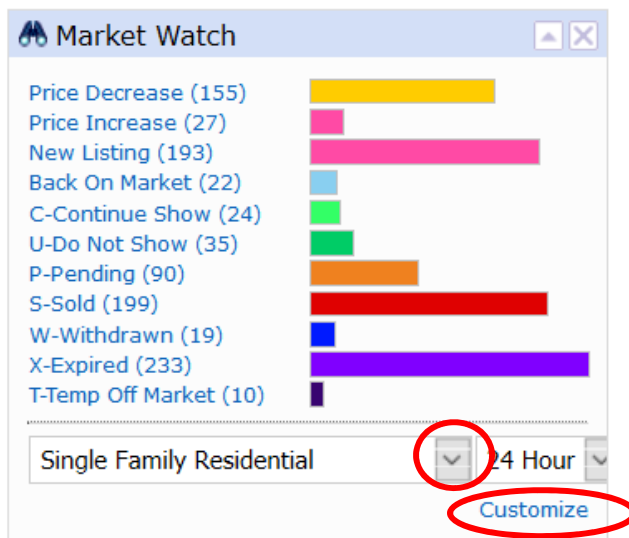 Market Watch
Price Decrease (155)
Price Increase (27)
New Listing (193)
Back On Market (22)
C-Continue Show (24)
U-Do Not Show (35)
P-Pending (90)
S-Sold (199)
W-Withdrawn (19)
X-Expired (233)
T-Temp Off Market (10)
Single Family Residential 24 Hour
Customize